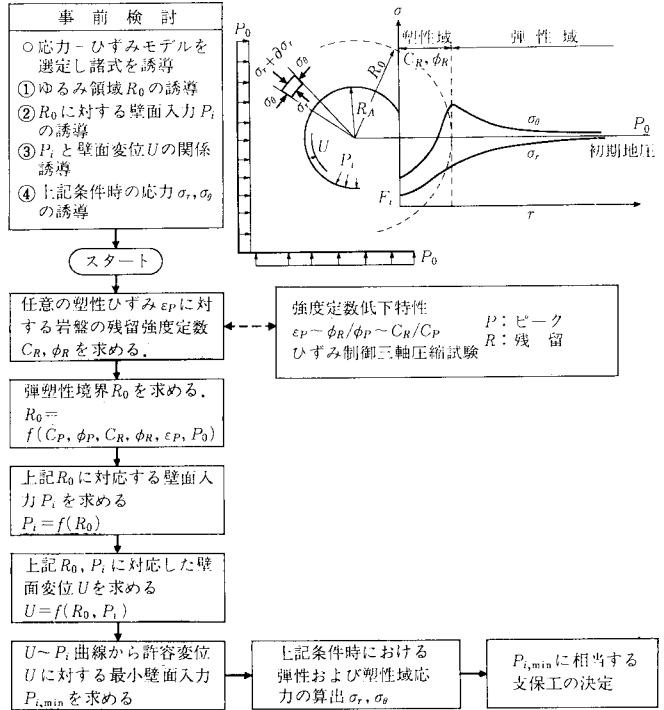 事前検討
○応力-ひずみモデルを
選定し諸式を誘導
①ゆるみ領域R₀の誘導
②R₀に対する壁面入力Pᵢ
の誘導
③Pᵢと壁面変位Uの関係
誘導
④上記条件時の応力σr,σθ
の誘導
スタート
任意の塑性ひずみεPに対
する岩盤の残留強度定数
CR,φRを求める.
弾塑性境界R₀を求める.
R₀=
f(CP,φP,CR,φR,εP,P₀)
上記R₀に対応する壁面入
力Pᵢを求める
Pᵢ=f(R₀)
上記R₀,Pᵢに対応した壁
面変位Uを求める
U=f(R₀,Pᵢ)
U~Pᵢ曲線から許容変位
Uに対する最小壁面入力
Pᵢ,minを求める
上記条件時における
弾性および塑性域応
力の算出σr,σθ
Pᵢ,minに相当する
支保工の決定
強度定数低下特性
εP~φR/φP~CR/CP
ひずみ制御三軸圧縮試験
P:ピーク
R:残留
P₀
σr+∂σr
σθ
σr
σθ
R₀
RA
U
Pᵢ
P₀
σ
塑性域
弾性域
CR,φR
σθ
P₀
初期地圧
σr
r